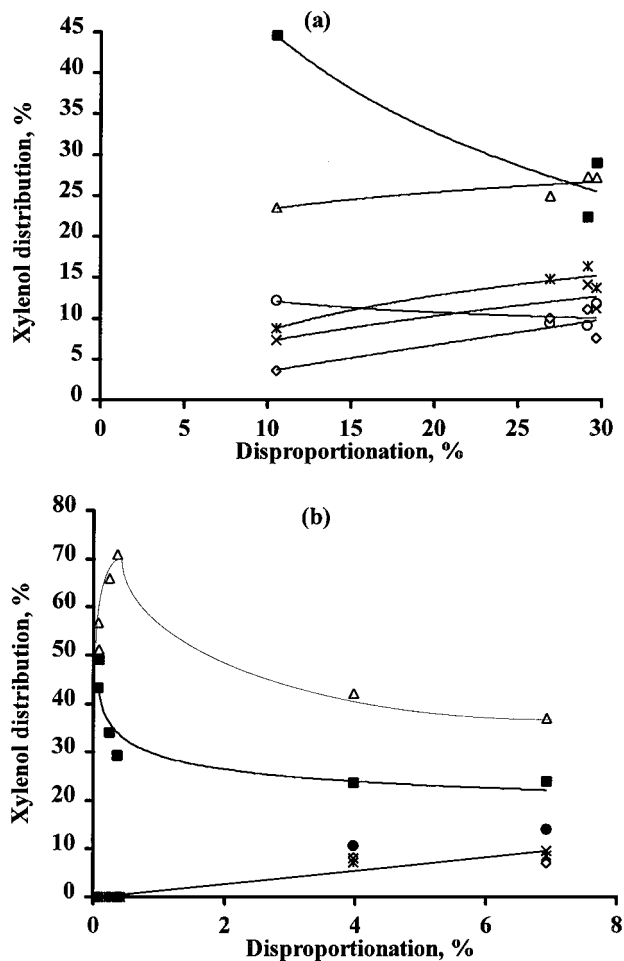 (a)
45
40
35
30
25
20
15
10
5
0
Xylenol distribution, %
0 5 10 15 20 25 30
Disproportionation, %
(b)
80
70
60
50
40
30
20
10
0
Xylenol distribution, %
0 2 4 6 8
Disproportionation, %